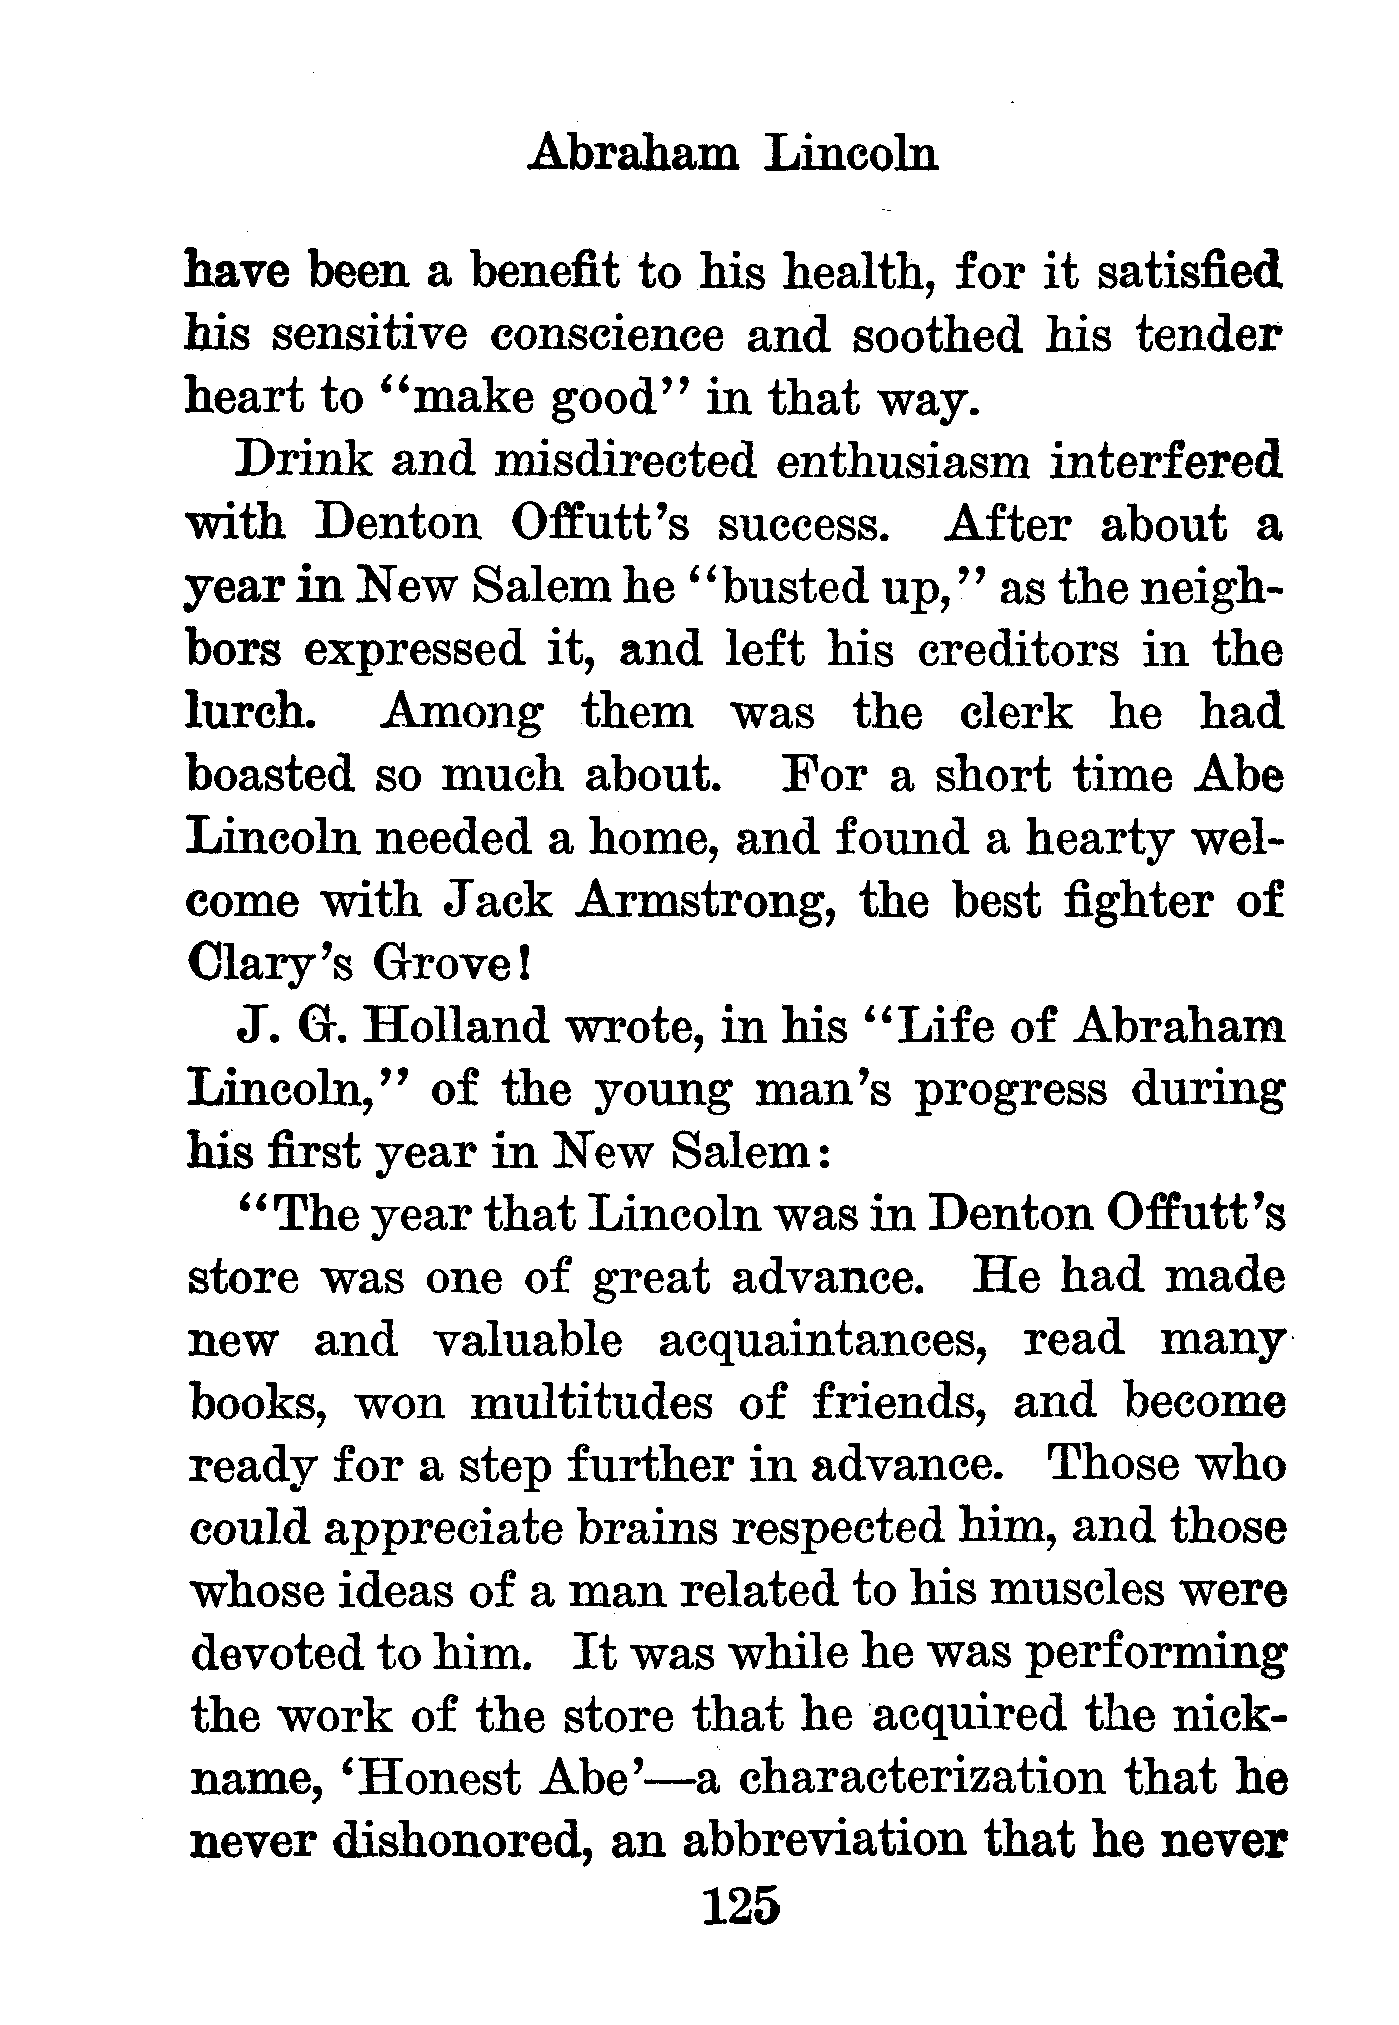 Abraham Lincoln
have been a benefit to his health, for it satisfied
his sensitive conscience and soothed his tender
heart to "make good" in that way.
Drink and misdirected enthusiasm interfered
with Denton Offutt's success. After about a
year in New Salem he "busted up," as the neigh-
bors expressed it, and left his creditors in the
lurch. Among them was the clerk he had
boasted so much about. For a short time Abe
Lincoln needed a home, and found a hearty wel-
come with Jack Armstrong, the best fighter of
Clary's Grove!
J. G. Holland wrote, in his "Life of Abraham
Lincoln," of the young man's progress during
his first year in New Salem:
"The year that Lincoln was in Denton Offutt's
store was one of great advance. He had made
new and valuable acquaintances, read many
books, won multitudes of friends, and become
ready for a step further in advance. Those who
could appreciate brains respected him, and those
whose ideas of a man related to his muscles were
devoted to him. It was while he was performing
the work of the store that he acquired the nick-
name, 'Honest Abe'—a characterization that he
never dishonored, an abbreviation that he never
125